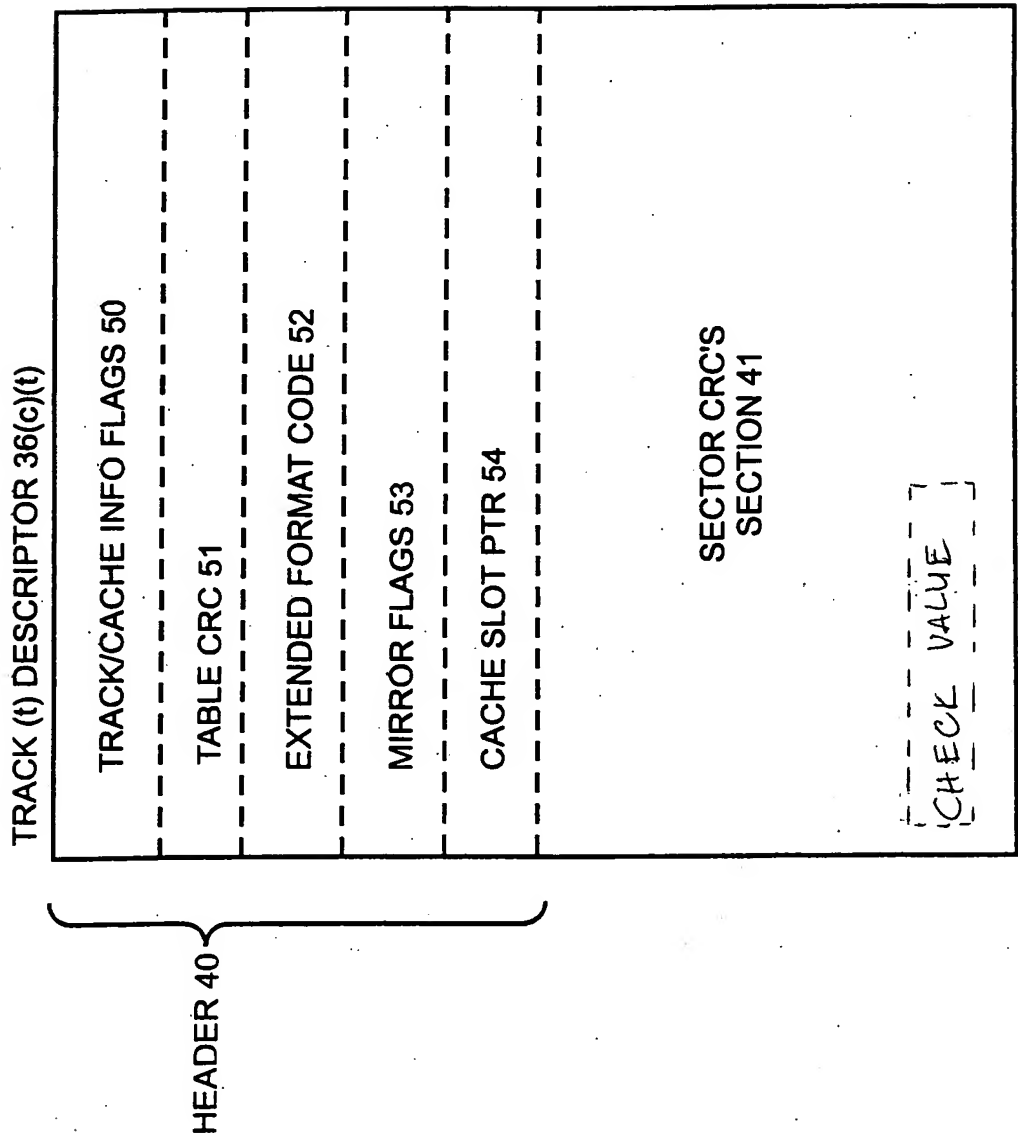 TRACK (t) DESCRIPTOR 36(c)(t)
HEADER 40
TRACK/CACHE INFO FLAGS 50
TABLE CRC 51
EXTENDED FORMAT CODE 52
MIRROR FLAGS 53
CACHE SLOT PTR 54
SECTOR CRC'S
SECTION 41
CHECK VALUE